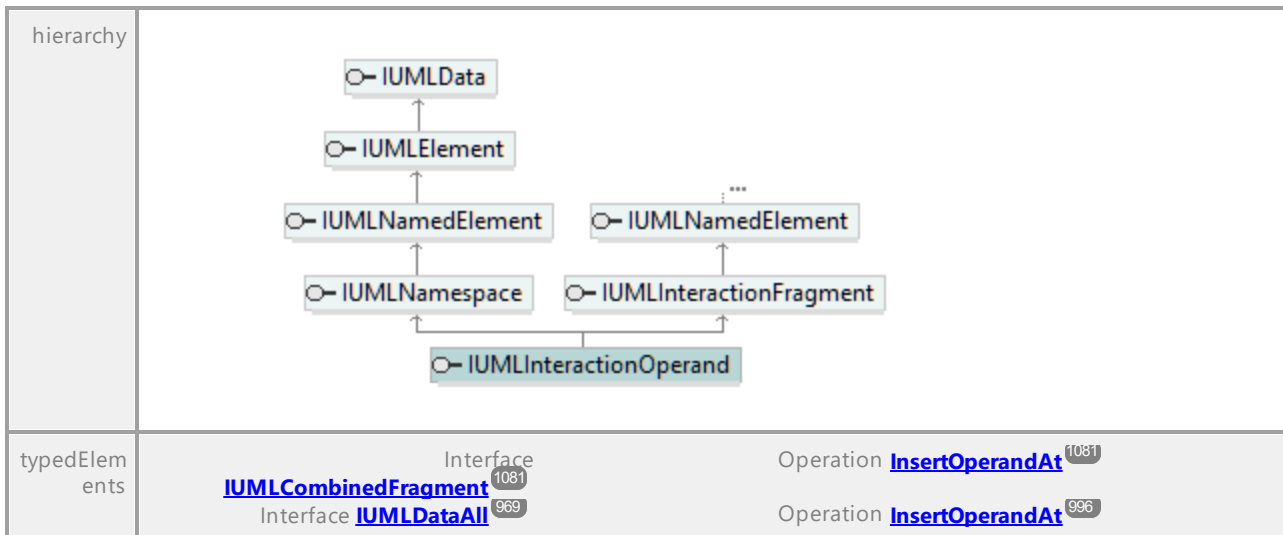 hierarchy
IUMLData
IUMLElement
...
IUMLNamedElement IUMLNamedElement
IUMLNamespace IUMLInteractionFragment
IUMLInteractionOperand
typedElem
ents
Interface Operation InsertOperandAt 1081
IUMLCombinedFragment 1081
Interface IUMLDataAll 969 Operation InsertOperandAt 996